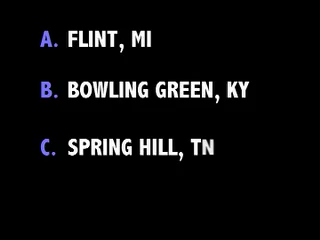 A. FLINT, MI
B. BOWLING GREEN, KY
C. SPRING HILL, TN